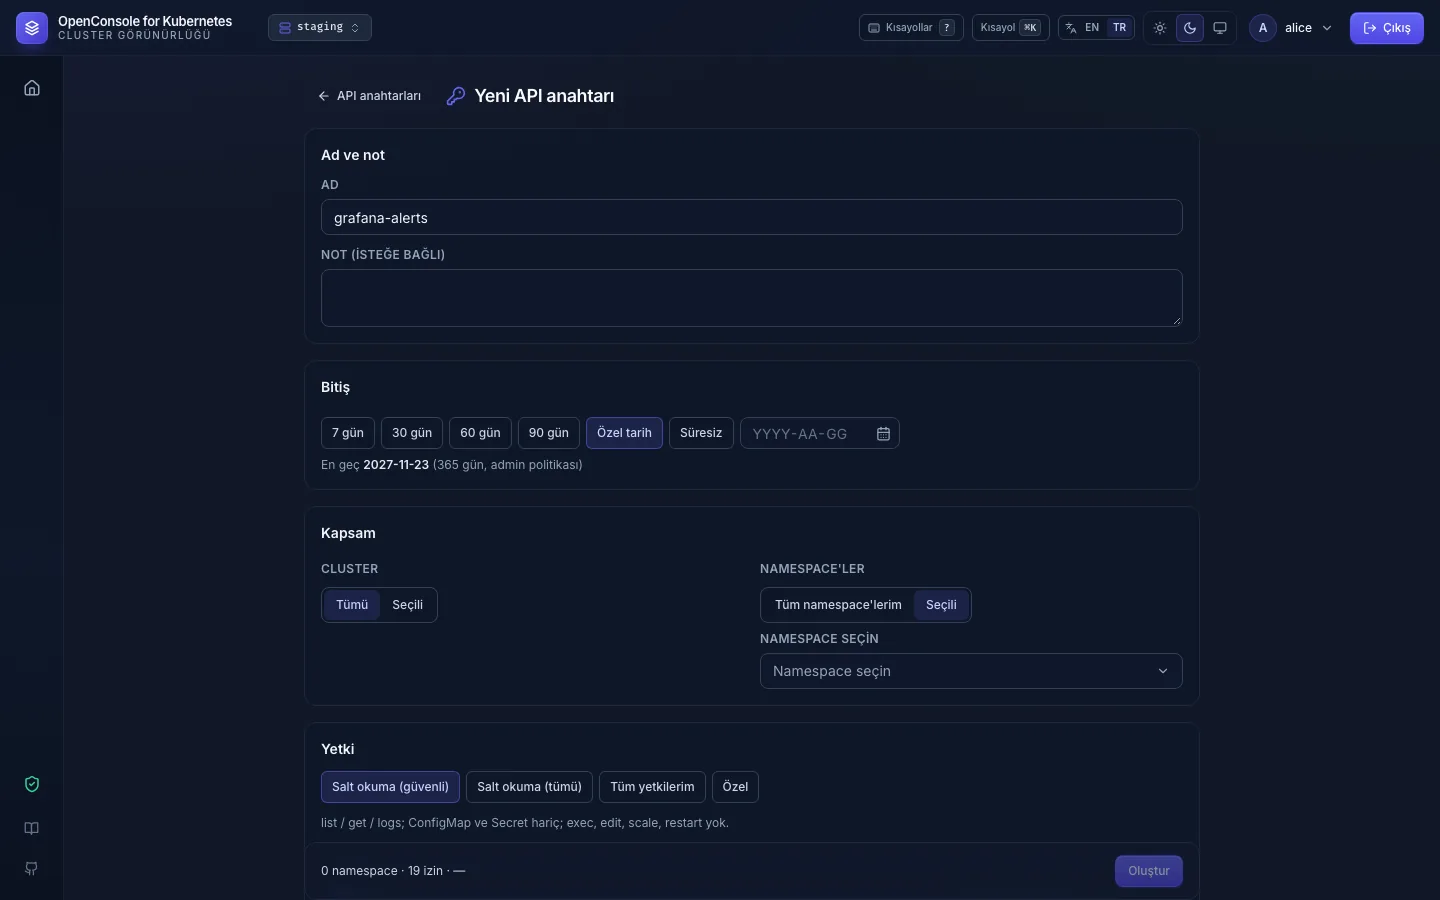 OpenConsole for Kubernetes
CLUSTER GÖRÜNÜRLÜĞÜ
staging
Kısayollar ?
Kısayol ⌘K
EN TR
A alice
Çıkış
API anahtarları
Yeni API anahtarı
Ad ve not
AD
grafana-alerts
NOT (İSTEĞE BAĞLI)
Bitiş
7 gün 30 gün 60 gün 90 gün Özel tarih Süresiz YYYY-AA-GG
En geç 2027-11-23 (365 gün, admin politikası)
Kapsam
CLUSTER
Tümü Seçili
NAMESPACE'LER
Tüm namespace'lerim Seçili
NAMESPACE SEÇİN
Namespace seçin
Yetki
Salt okuma (güvenli) Salt okuma (tümü) Tüm yetkilerim Özel
list / get / logs; ConfigMap ve Secret hariç; exec, edit, scale, restart yok.
0 namespace · 19 izin · —
Oluştur